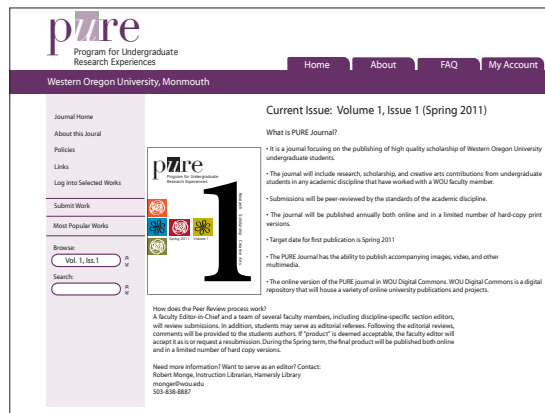 pure
Program for Undergraduate
Research Experiences
Home
About
FAQ
My Account
Western Oregon University, Monmouth
Journal Home
About this Joural
Policies
Links
Log into Selected Works
Submit Work
Most Popular Works
Browse:
Vol. 1, Iss.1
Search:
pure
Program for Undergraduate
Research Experiences
Spring 2011 Volume 1
1
Research Scholarship Creative Arts
Current Issue: Volume 1, Issue 1 (Spring 2011)
What is PURE Journal?
• It is a journal focusing on the publishing of high quality scholarship of Western Oregon University
undergraduate students.
• The journal will include research, scholarship, and creative arts contributions from undergraduate
students in any academic discipline that have worked with a WOU faculty member.
• Submissions will be peer-reviewed by the standards of the academic discipline.
• The journal will be published annually both online and in a limited number of hard-copy print
versions.
• Target date for first publication is Spring 2011
• The PURE Journal has the ability to publish accompanying images, video, and other
multimedia.
• The online version of the PURE journal in WOU Digital Commons. WOU Digital Commons is a digital
repository that will house a variety of online university publications and projects.
How does the Peer Review process work?
A faculty Editor-in-Chief and a team of several faculty members, including discipline-specific section editors,
will review submissions. In addition, students may serve as editorial referees. Following the editorial reviews,
comments will be provided to the students authors. If "product" is deemed acceptable, the faculty editor will
accept it as is or request a resubmission. During the Spring term, the final product will be published both online
and in a limited number of hard copy versions.
Need more information? Want to serve as an editor? Contact:
Robert Monge, Instruction Librarian, Hamersly Library
monger@wou.edu
503-838-8887